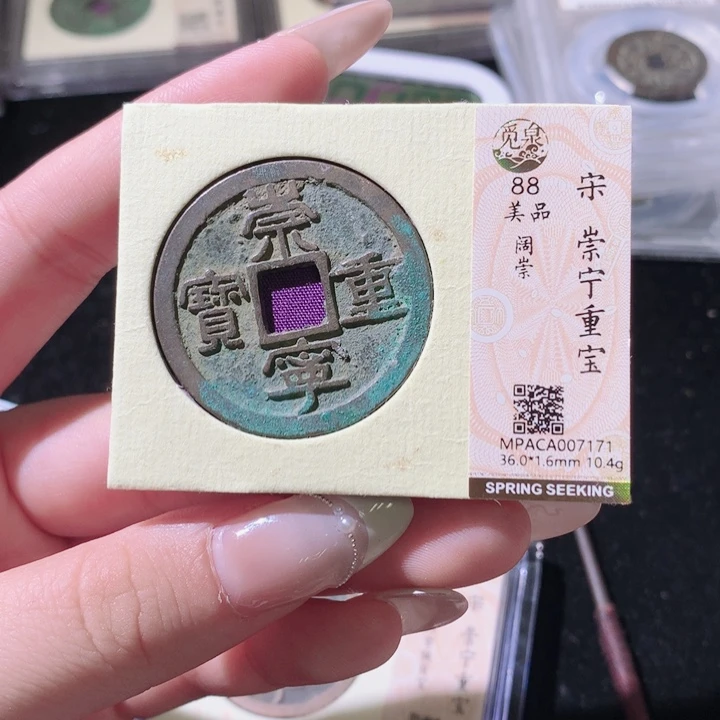 崇
重
寶
寧
觅泉
88
美品
阔崇
宋 崇宁重宝
MPACA007171
36.0*1.6mm 10.4g
SPRING SEEKING